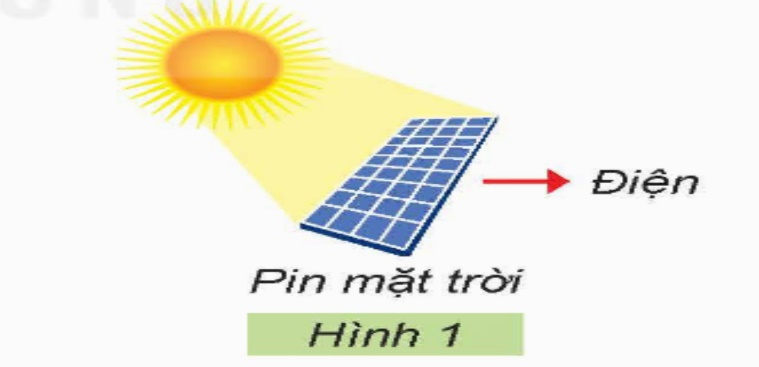 Điện
Pin mặt trời
Hình 1